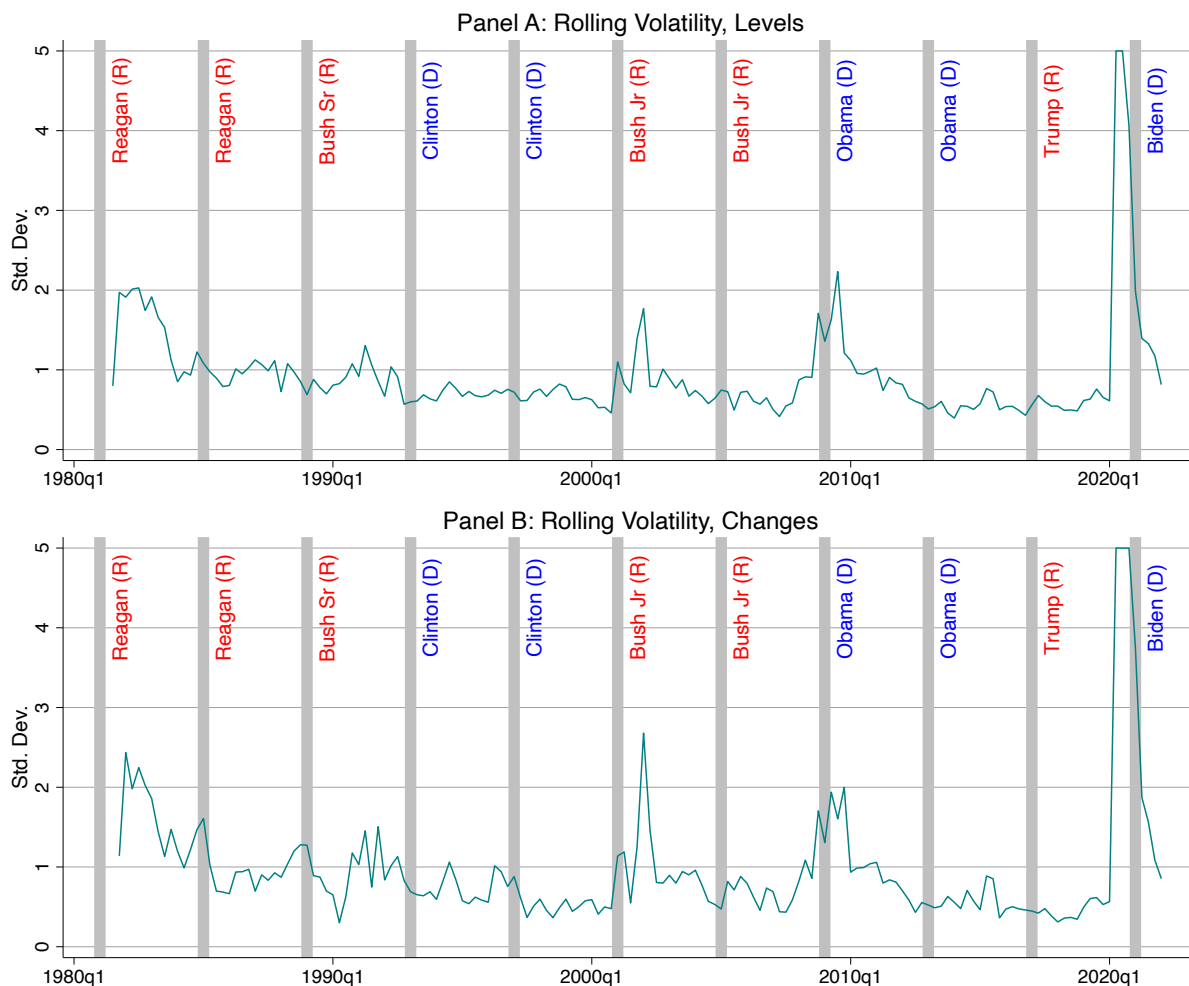 Panel A: Rolling Volatility, Levels
Std. Dev.
5
4
3
2
1
0
Reagan (R)
Reagan (R)
Bush Sr (R)
Clinton (D)
Clinton (D)
Bush Jr (R)
Bush Jr (R)
Obama (D)
Obama (D)
Trump (R)
Biden (D)
1980q1 1990q1 2000q1 2010q1 2020q1
Panel B: Rolling Volatility, Changes
Std. Dev.
5
4
3
2
1
0
Reagan (R)
Reagan (R)
Bush Sr (R)
Clinton (D)
Clinton (D)
Bush Jr (R)
Bush Jr (R)
Obama (D)
Obama (D)
Trump (R)
Biden (D)
1980q1 1990q1 2000q1 2010q1 2020q1